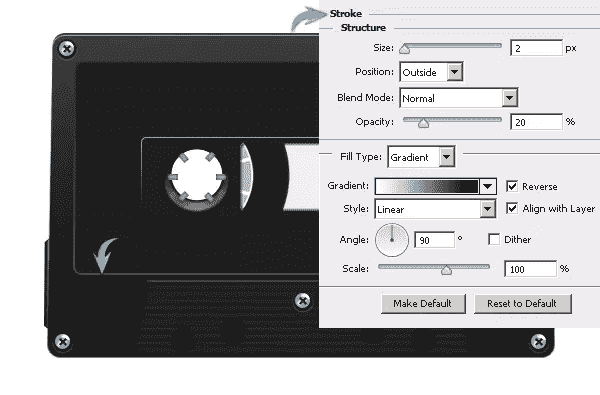 Stroke
Structure
Size: 2 px
Position: Outside
Blend Mode: Normal
Opacity: 20 %
Fill Type: Gradient
Gradient: Reverse
Style: Linear Align with Layer
Angle: 90 ° Dither
Scale: 100 %
Make Default Reset to Default